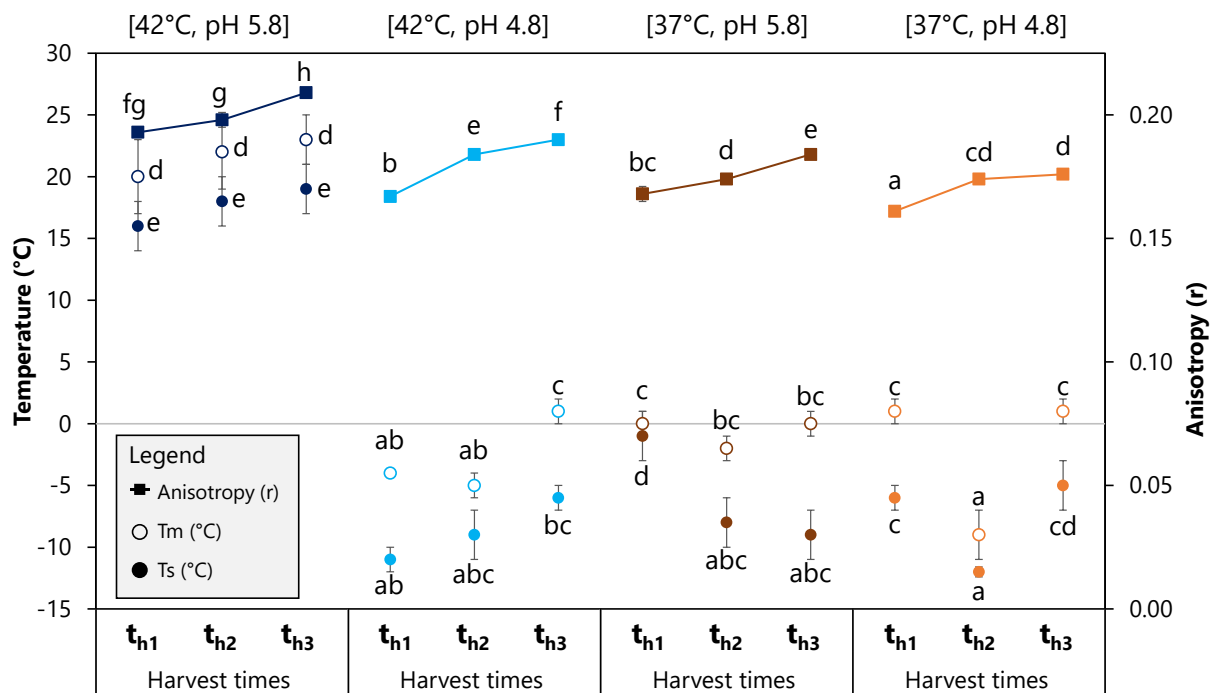 [42°C, pH 5.8] [42°C, pH 4.8] [37°C, pH 5.8] [37°C, pH 4.8]
30
25
20
15
10
5
0
-5
-10
-15
Temperature (°C)
fg g h
d d d
e e e
b e f
ab ab c
ab abc bc
bc d e
c bc bc
d abc abc
a cd d
c a c
c a cd
0.20
0.15
0.10
0.05
0.00
Anisotropy (r)
Legend
Anisotropy (r)
Tm (°C)
Ts (°C)
th1 th2 th3 th1 th2 th3 th1 th2 th3 th1 th2 th3
Harvest times Harvest times Harvest times Harvest times